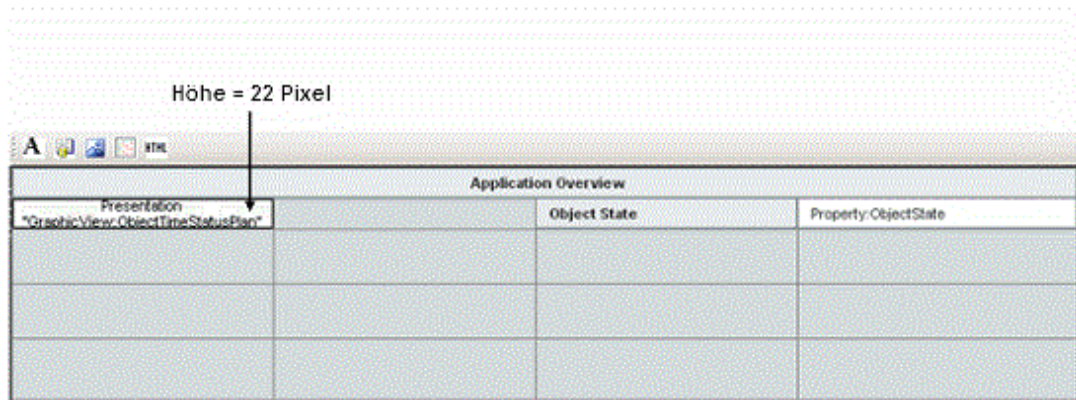 Höhe = 22 Pixel
A HTML
Application Overview
Presentation
"GraphicView:ObjectTimeStatusPlan"
Object State
Property:ObjectState